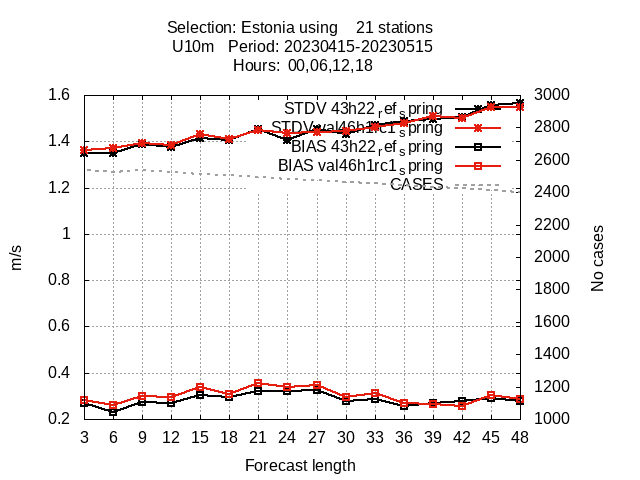 Selection: Estonia using    21 stations
U10m   Period: 20230415-20230515
Hours:  00,06,12,18
STDV 43h22_ref_spring
STDV val46h1rc1_spring
BIAS 43h22_ref_spring
BIAS val46h1rc1_spring
CASES
1.6
1.4
1.2
1
0.8
0.6
0.4
0.2
m/s
3000
2800
2600
2400
2200
2000
1800
1600
1400
1200
1000
No cases
3 6 9 12 15 18 21 24 27 30 33 36 39 42 45 48
Forecast length